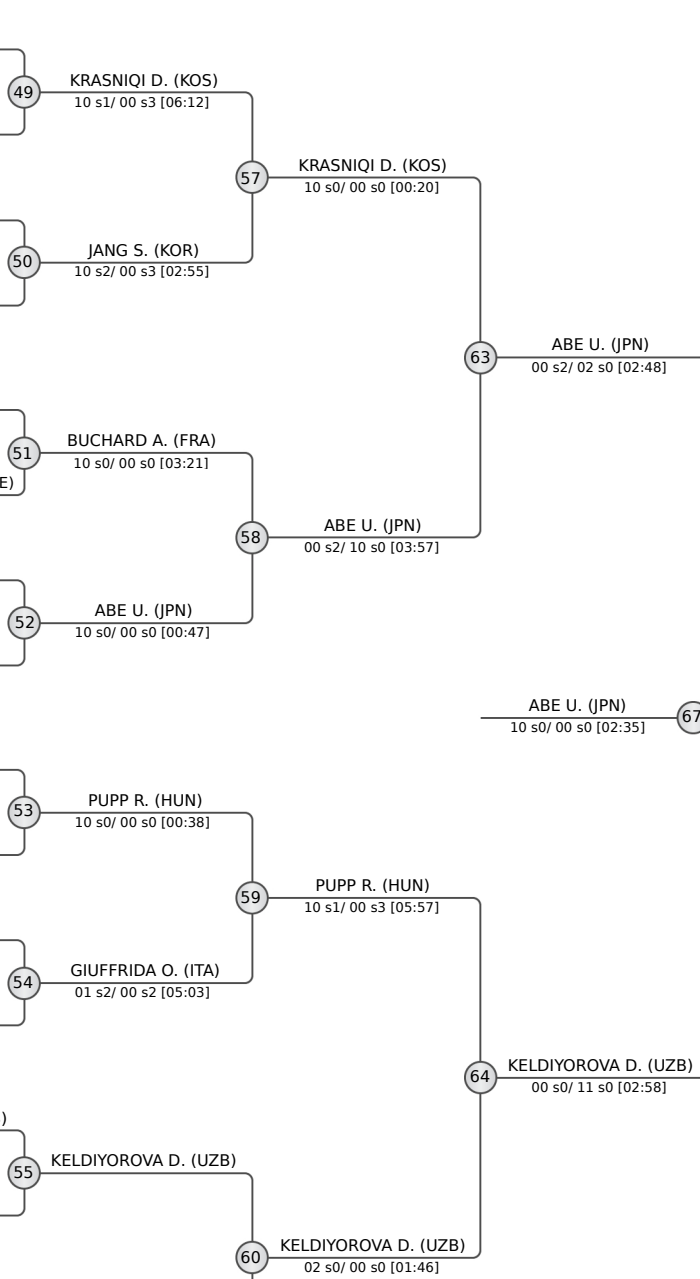 KRASNIQI D. (KOS)
49
10 s1/ 00 s3 [06:12]
KRASNIQI D. (KOS)
57
10 s0/ 00 s0 [00:20]
JANG S. (KOR)
50
10 s2/ 00 s3 [02:55]
ABE U. (JPN)
63
00 s2/ 02 s0 [02:48]
BUCHARD A. (FRA)
51
10 s0/ 00 s0 [03:21]
E)
ABE U. (JPN)
58
00 s2/ 10 s0 [03:57]
ABE U. (JPN)
52
10 s0/ 00 s0 [00:47]
ABE U. (JPN)
67
10 s0/ 00 s0 [02:35]
PUPP R. (HUN)
53
10 s0/ 00 s0 [00:38]
PUPP R. (HUN)
59
10 s1/ 00 s3 [05:57]
GIUFFRIDA O. (ITA)
54
01 s2/ 00 s2 [05:03]
KELDIYOROVA D. (UZB)
64
00 s0/ 11 s0 [02:58]
)
KELDIYOROVA D. (UZB)
55
KELDIYOROVA D. (UZB)
60
02 s0/ 00 s0 [01:46]